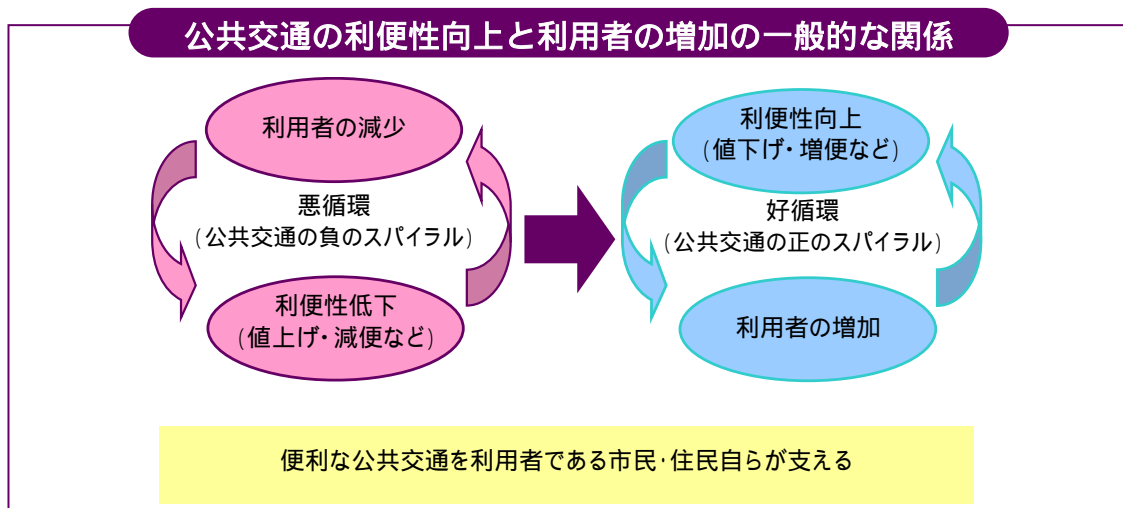 公共交通の利便性向上と利用者の増加の一般的な関係
利用者の減少
悪循環
(公共交通の負のスパイラル)
利便性低下
(値上げ・減便など)
利便性向上
(値下げ・増便など)
好循環
(公共交通の正のスパイラル)
利用者の増加
便利な公共交通を利用者である市民・住民自らが支える